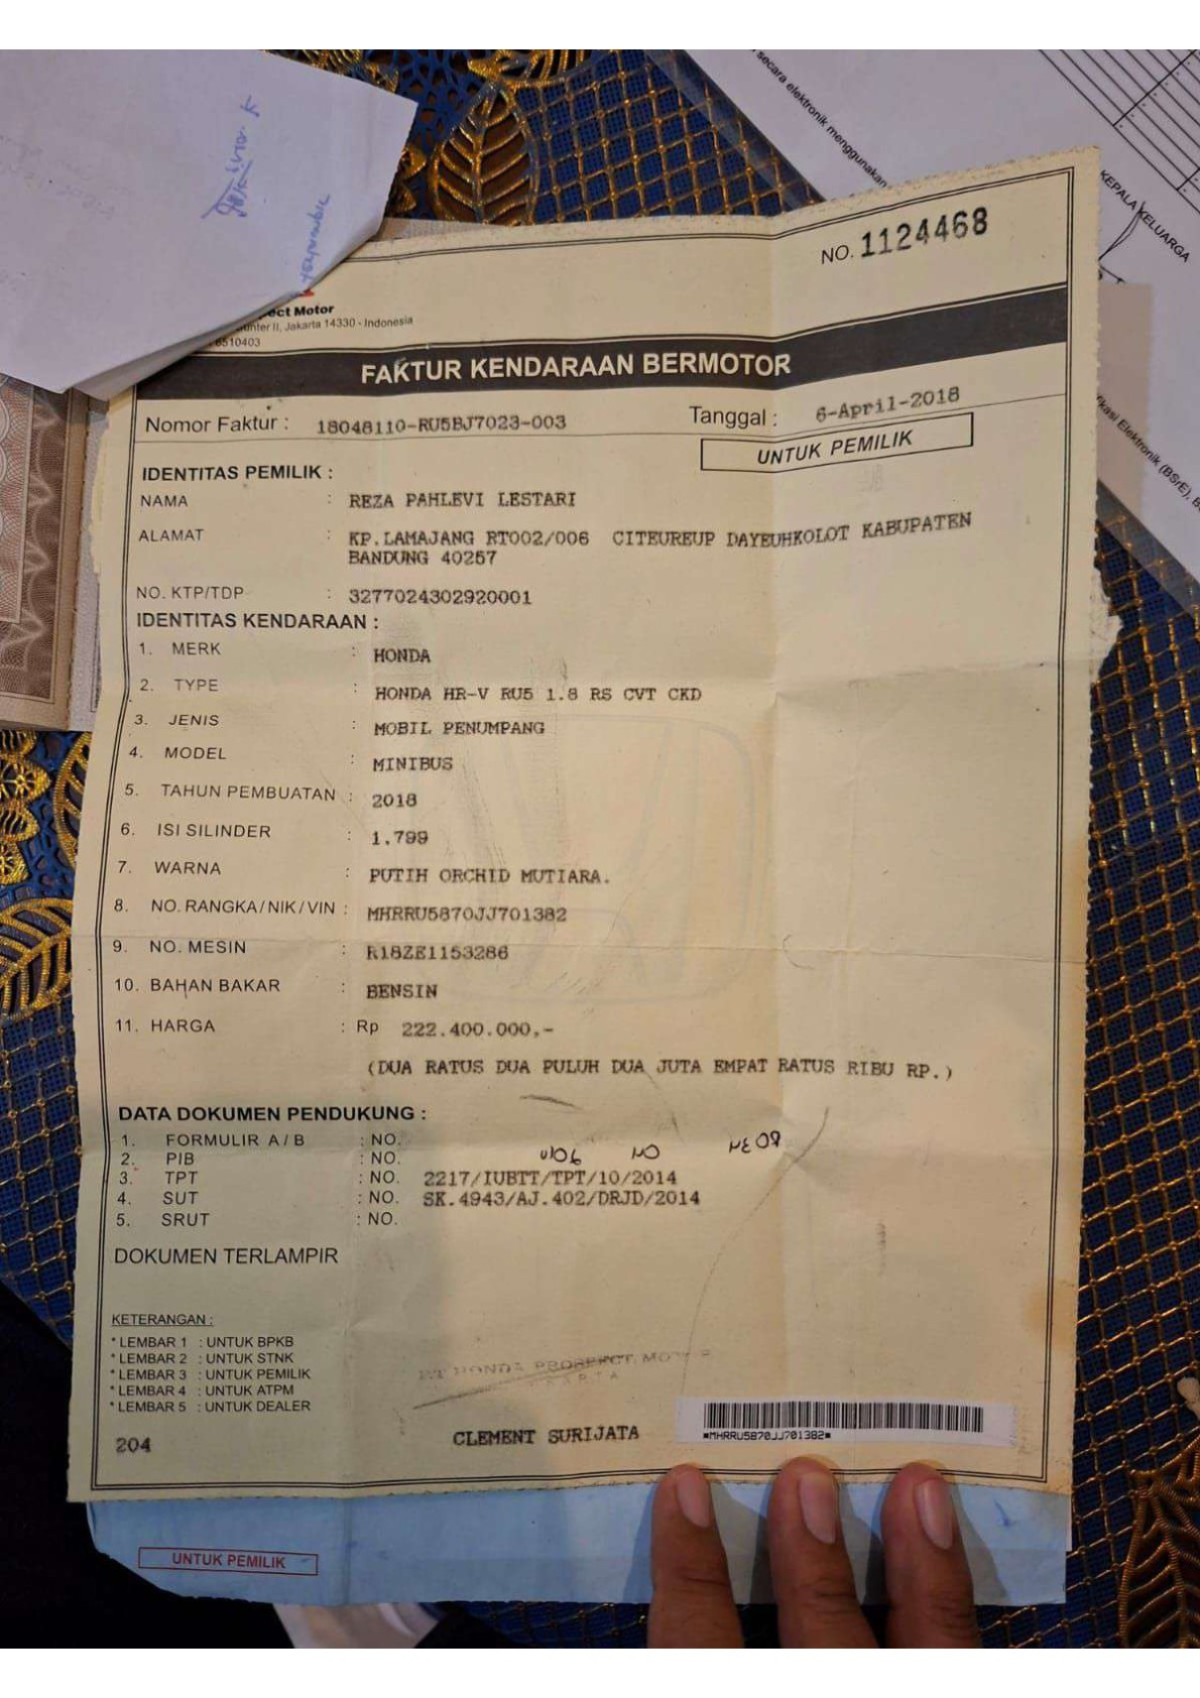 secara elektronik menggunakan
KEPALA KELUARGA
NO. 1124468
Motor
II, Jakarta 14330 - Indonesia
6510403
FAKTUR KENDARAAN BERMOTOR
Nomor Faktur : 18048110-RU5BJ7023-003 Tanggal : 6-April-2018
UNTUK PEMILIK
IDENTITAS PEMILIK :
NAMA : REZA PAHLEVI LESTARI
ALAMAT : KP.LAMAJANG RT002/006 CITEUREUP DAYEUHKOLOT KABUPATEN
BANDUNG 40257
NO. KTP/TDP : 3277024302920001
IDENTITAS KENDARAAN :
1. MERK : HONDA
2. TYPE : HONDA HR-V RU5 1.8 RS CVT CKD
3. JENIS : MOBIL PENUMPANG
4. MODEL : MINIBUS
5. TAHUN PEMBUATAN : 2018
6. ISI SILINDER : 1.799
7. WARNA : PUTIH ORCHID MUTIARA.
8. NO. RANGKA / NIK / VIN : MHRRU5870JJ701382
9. NO. MESIN : R18ZE1153286
10. BAHAN BAKAR : BENSIN
11. HARGA : Rp 222.400.000,-
(DUA RATUS DUA PULUH DUA JUTA EMPAT RATUS RIBU RP.)
DATA DOKUMEN PENDUKUNG :
1. FORMULIR A / B : NO.
2. PIB : NO.
3. TPT : NO. 2217/IUBTT/TPT/10/2014
4. SUT : NO. SK.4943/AJ.402/DRJD/2014
5. SRUT : NO.
DOKUMEN TERLAMPIR
KETERANGAN :
* LEMBAR 1 : UNTUK BPKB
* LEMBAR 2 : UNTUK STNK
* LEMBAR 3 : UNTUK PEMILIK
* LEMBAR 4 : UNTUK ATPM
* LEMBAR 5 : UNTUK DEALER
PT HONDA PROSPECT MOTOR
204
CLEMENT SURIJATA
*MHRRU5870JJ701382*
UNTUK PEMILIK
Elektronik (BSrE),